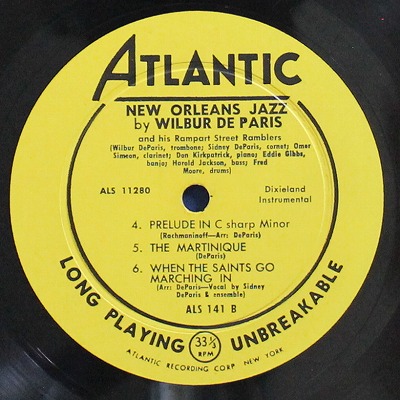 ATLANTIC
NEW ORLEANS JAZZ
by WILBUR DE PARIS
and his Rampart Street Ramblers
(Wilbur DeParis, trombone; Sidney DeParis, cornet; Omer
Simeon, clarinet; Don Kirkpatrick, piano; Eddie Gibbs,
banjo; Harold Jackson, bass; Fred
Moore, drums)
ALS 11280
Dixieland
Instrumental
4. PRELUDE IN C sharp Minor
(Rachmaninoff—Arr: DeParis)
5. THE MARTINIQUE
(DeParis)
6. WHEN THE SAINTS GO
MARCHING IN
(Arr: DeParis—Vocal by Sidney
DeParis & ensemble)
ALS 141 B
LONG PLAYING 33 1/3 RPM UNBREAKABLE
ATLANTIC RECORDING CORP. NEW YORK